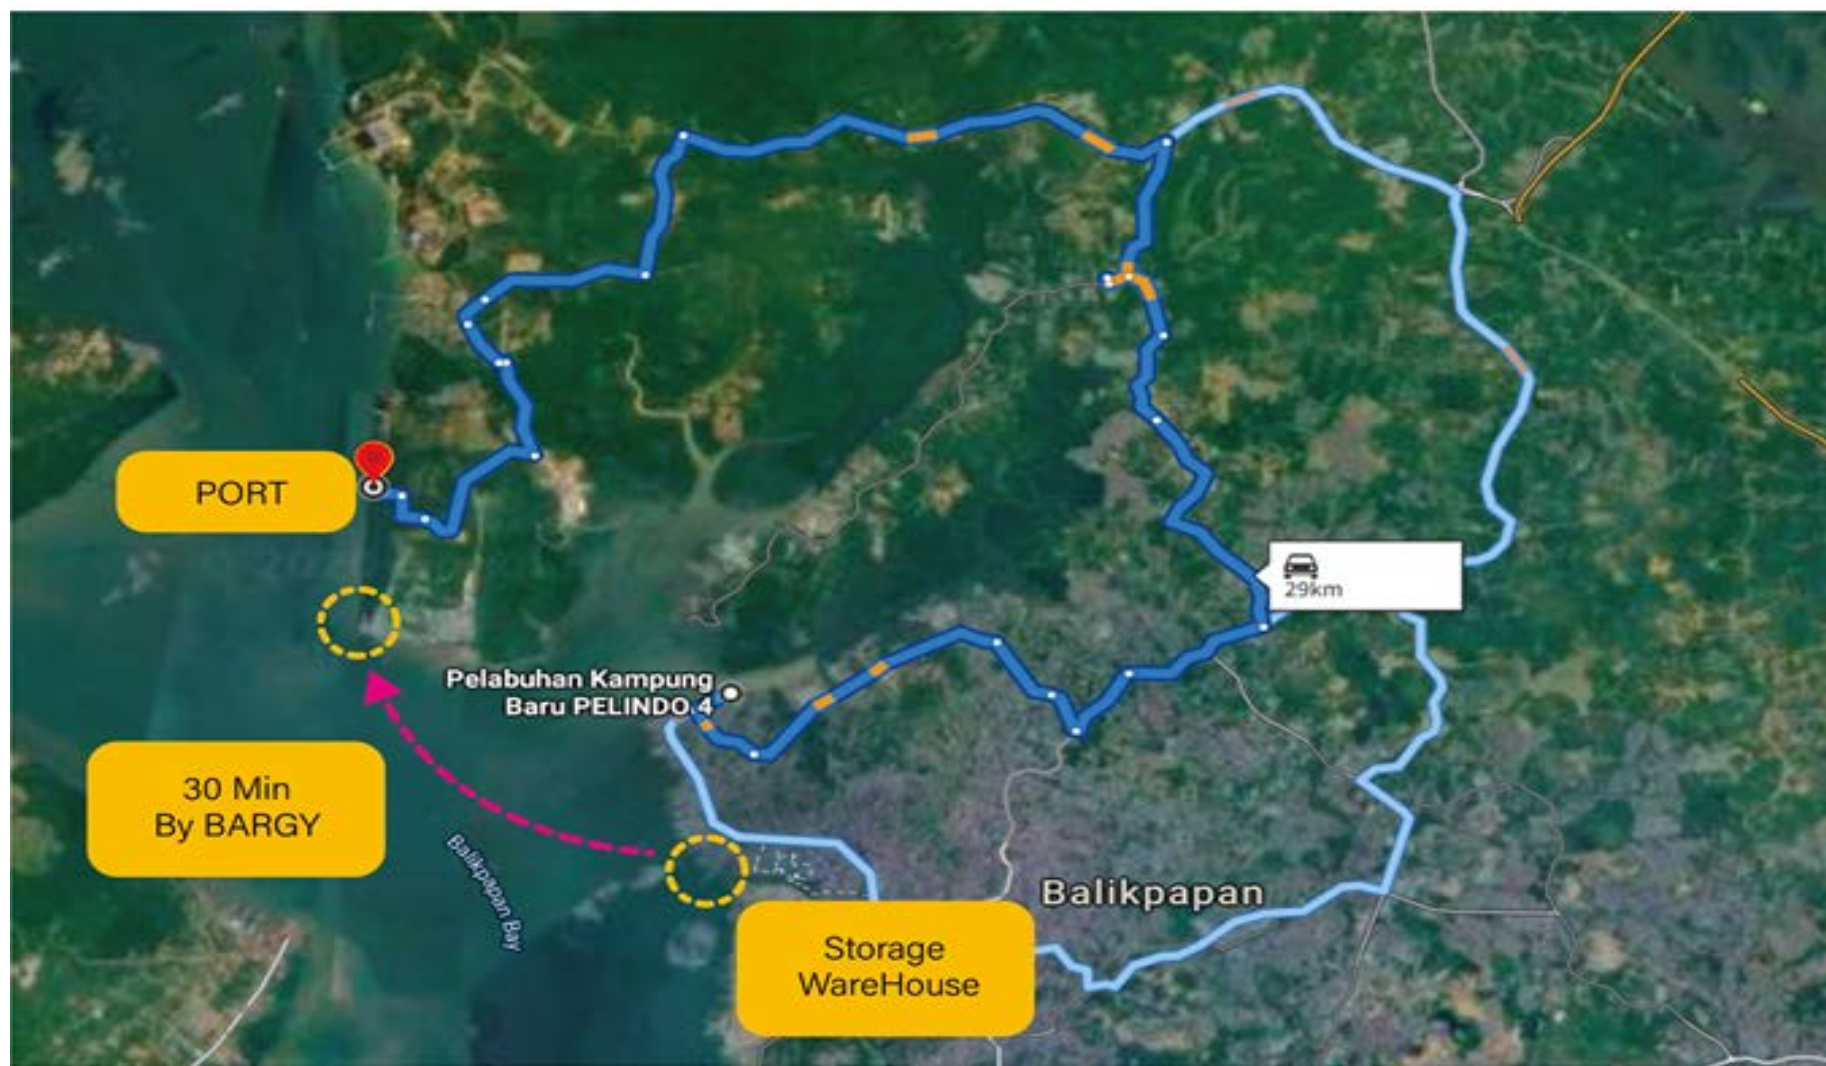 PORT
29km
Pelabuhan Kampung
Baru PELINDO 4
30 Min
By BARGY
Balikpapan Bay
Balikpapan
Storage
WareHouse